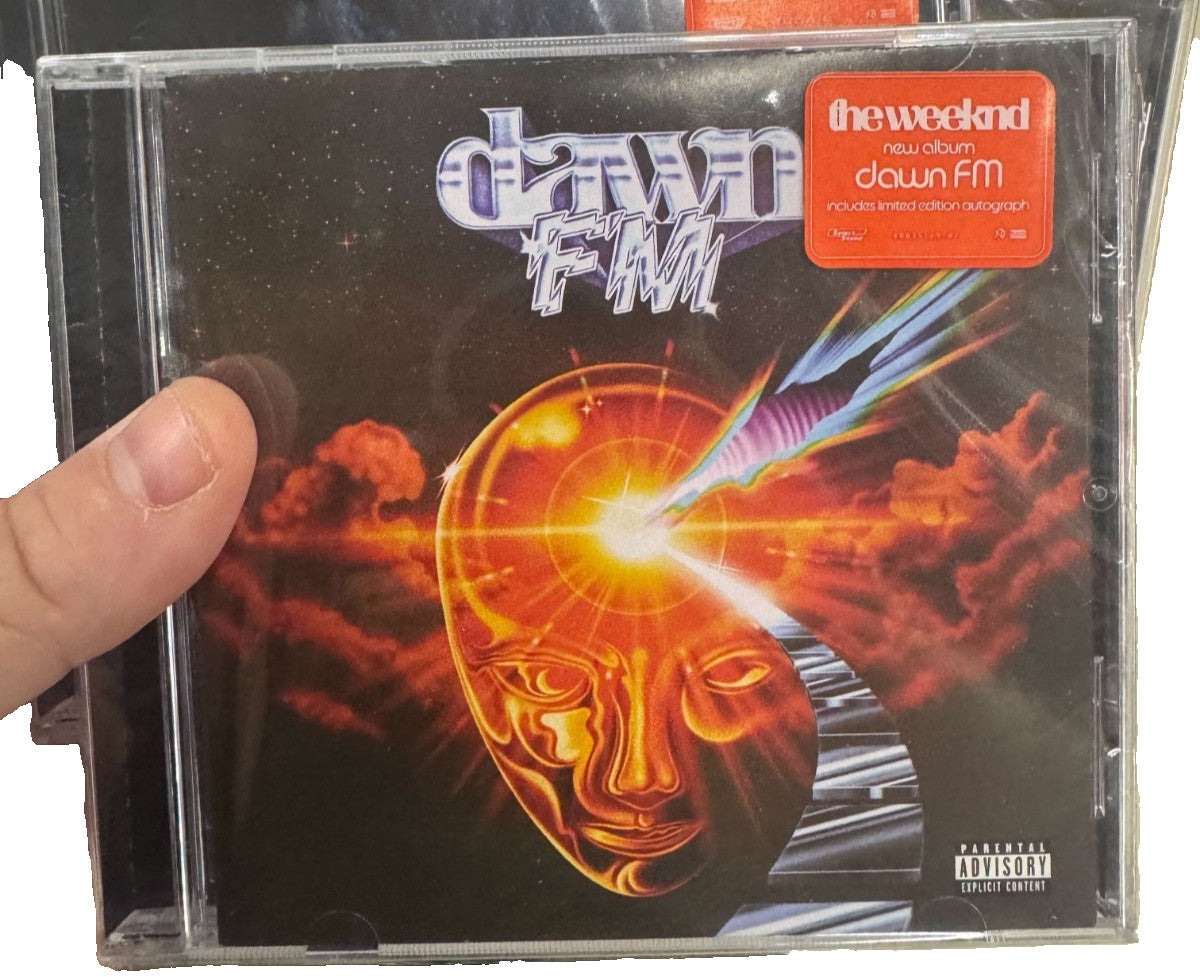 dawn
FM
the weeknd
new album
dawn FM
includes limited edition autograph
PARENTAL
ADVISORY
EXPLICIT CONTENT